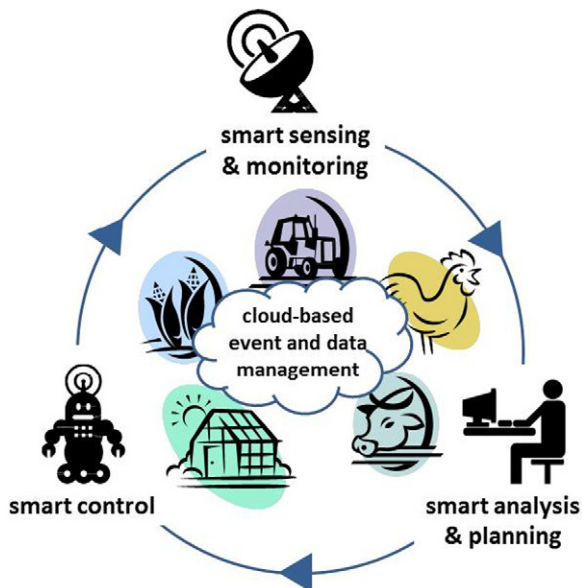 smart sensing
& monitoring
cloud-based
event and data
management
smart control
smart analysis
& planning